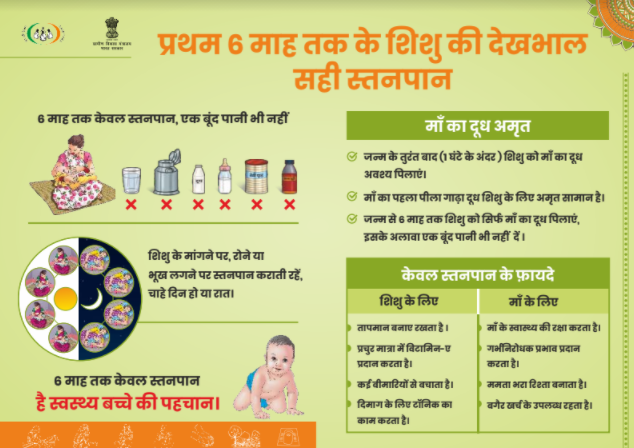 प्रथम 6 माह तक के शिशु की देखभाल
सही स्तनपान
6 माह तक केवल स्तनपान, एक बूंद पानी भी नहीं
शिशु के मांगने पर, रोने या
भूख लगने पर स्तनपान कराती रहें,
चाहे दिन हो या रात।
6 माह तक केवल स्तनपान
है स्वस्थ्य बच्चे की पहचान।
माँ का दूध अमृत
जन्म के तुरंत बाद (1 घंटे के अंदर) शिशु को माँ का दूध
अवश्य पिलाएं।
माँ का पहला पीला गाढ़ा दूध शिशु के लिए अमृत सामान है।
जन्म से 6 माह तक शिशु को सिर्फ माँ का दूध पिलाएं,
इसके अलावा एक बूंद पानी भी नहीं दें।
केवल स्तनपान के फ़ायदे
शिशु के लिए
तापमान बनाए रखता है।
प्रचुर मात्रा में विटामिन-ए
प्रदान करता है।
कई बीमारियों से बचाता है।
दिमाग के लिए टॉनिक का
काम करता है।
माँ के लिए
माँ के स्वास्थ्य की रक्षा करता है।
गर्भनिरोधक प्रभाव प्रदान
करता है।
ममता भरा रिश्ता बनाता है।
बगैर खर्च के उपलब्ध रहता है।